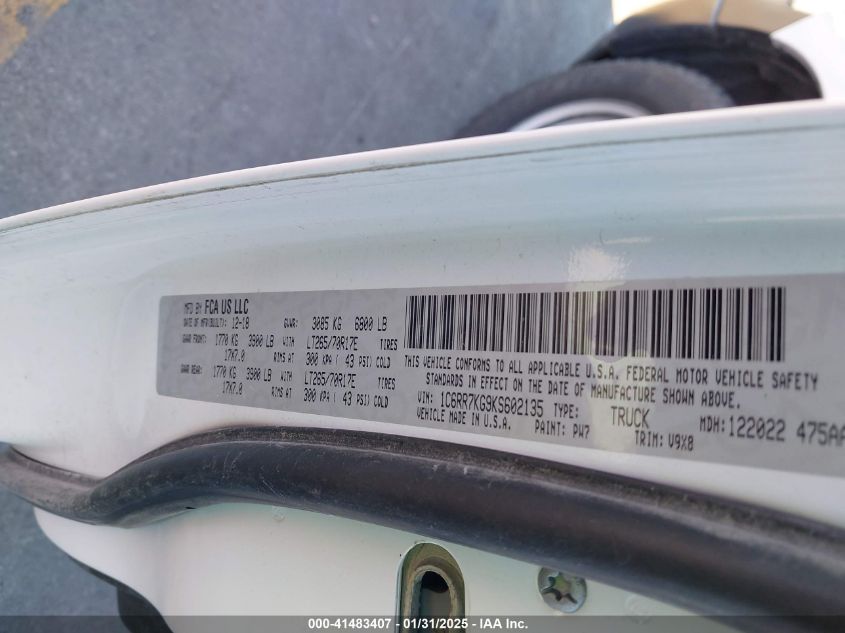 MFD BY FCA US LLC
DATE OF MFR(BUILT): 12-18 GVWR: 3085 KG 6800 LB
GAWR FRONT: 1770 KG 3900 LB WITH LT265/70R17E TIRES
17X7.0 RIMS AT 300 KPA ( 43 PSI) COLD
GAWR REAR: 1770 KG 3900 LB WITH LT265/70R17E TIRES
17X7.0 RIMS AT 300 KPA ( 43 PSI) COLD
THIS VEHICLE CONFORMS TO ALL APPLICABLE U.S.A. FEDERAL MOTOR VEHICLE SAFETY
STANDARDS IN EFFECT ON THE DATE OF MANUFACTURE SHOWN ABOVE.
VIN: 1C6RR7KG9KS602135 TYPE: TRUCK MDH:122022 475AA
VEHICLE MADE IN U.S.A. PAINT: PW7 TRIM: V9X8
000-41483407 - 01/31/2025 - IAA Inc.